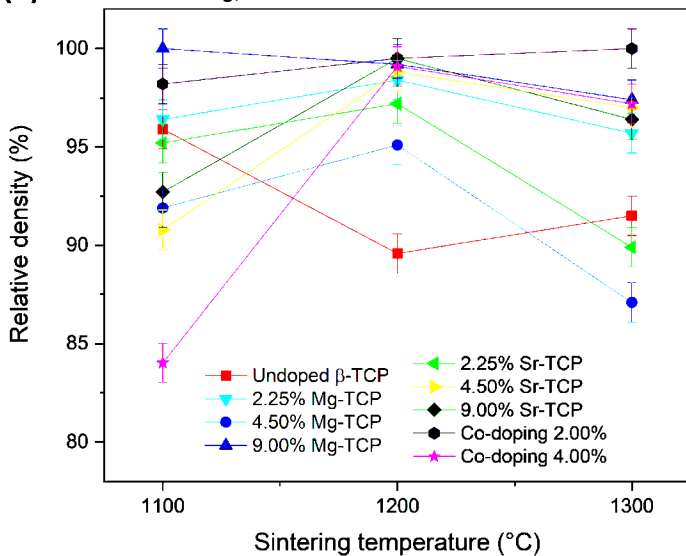 100
95
90
85
80
1100
1200
1300
Relative density (%)
Sintering temperature (°C)
Undoped β-TCP
2.25% Mg-TCP
4.50% Mg-TCP
9.00% Mg-TCP
2.25% Sr-TCP
4.50% Sr-TCP
9.00% Sr-TCP
Co-doping 2.00%
Co-doping 4.00%